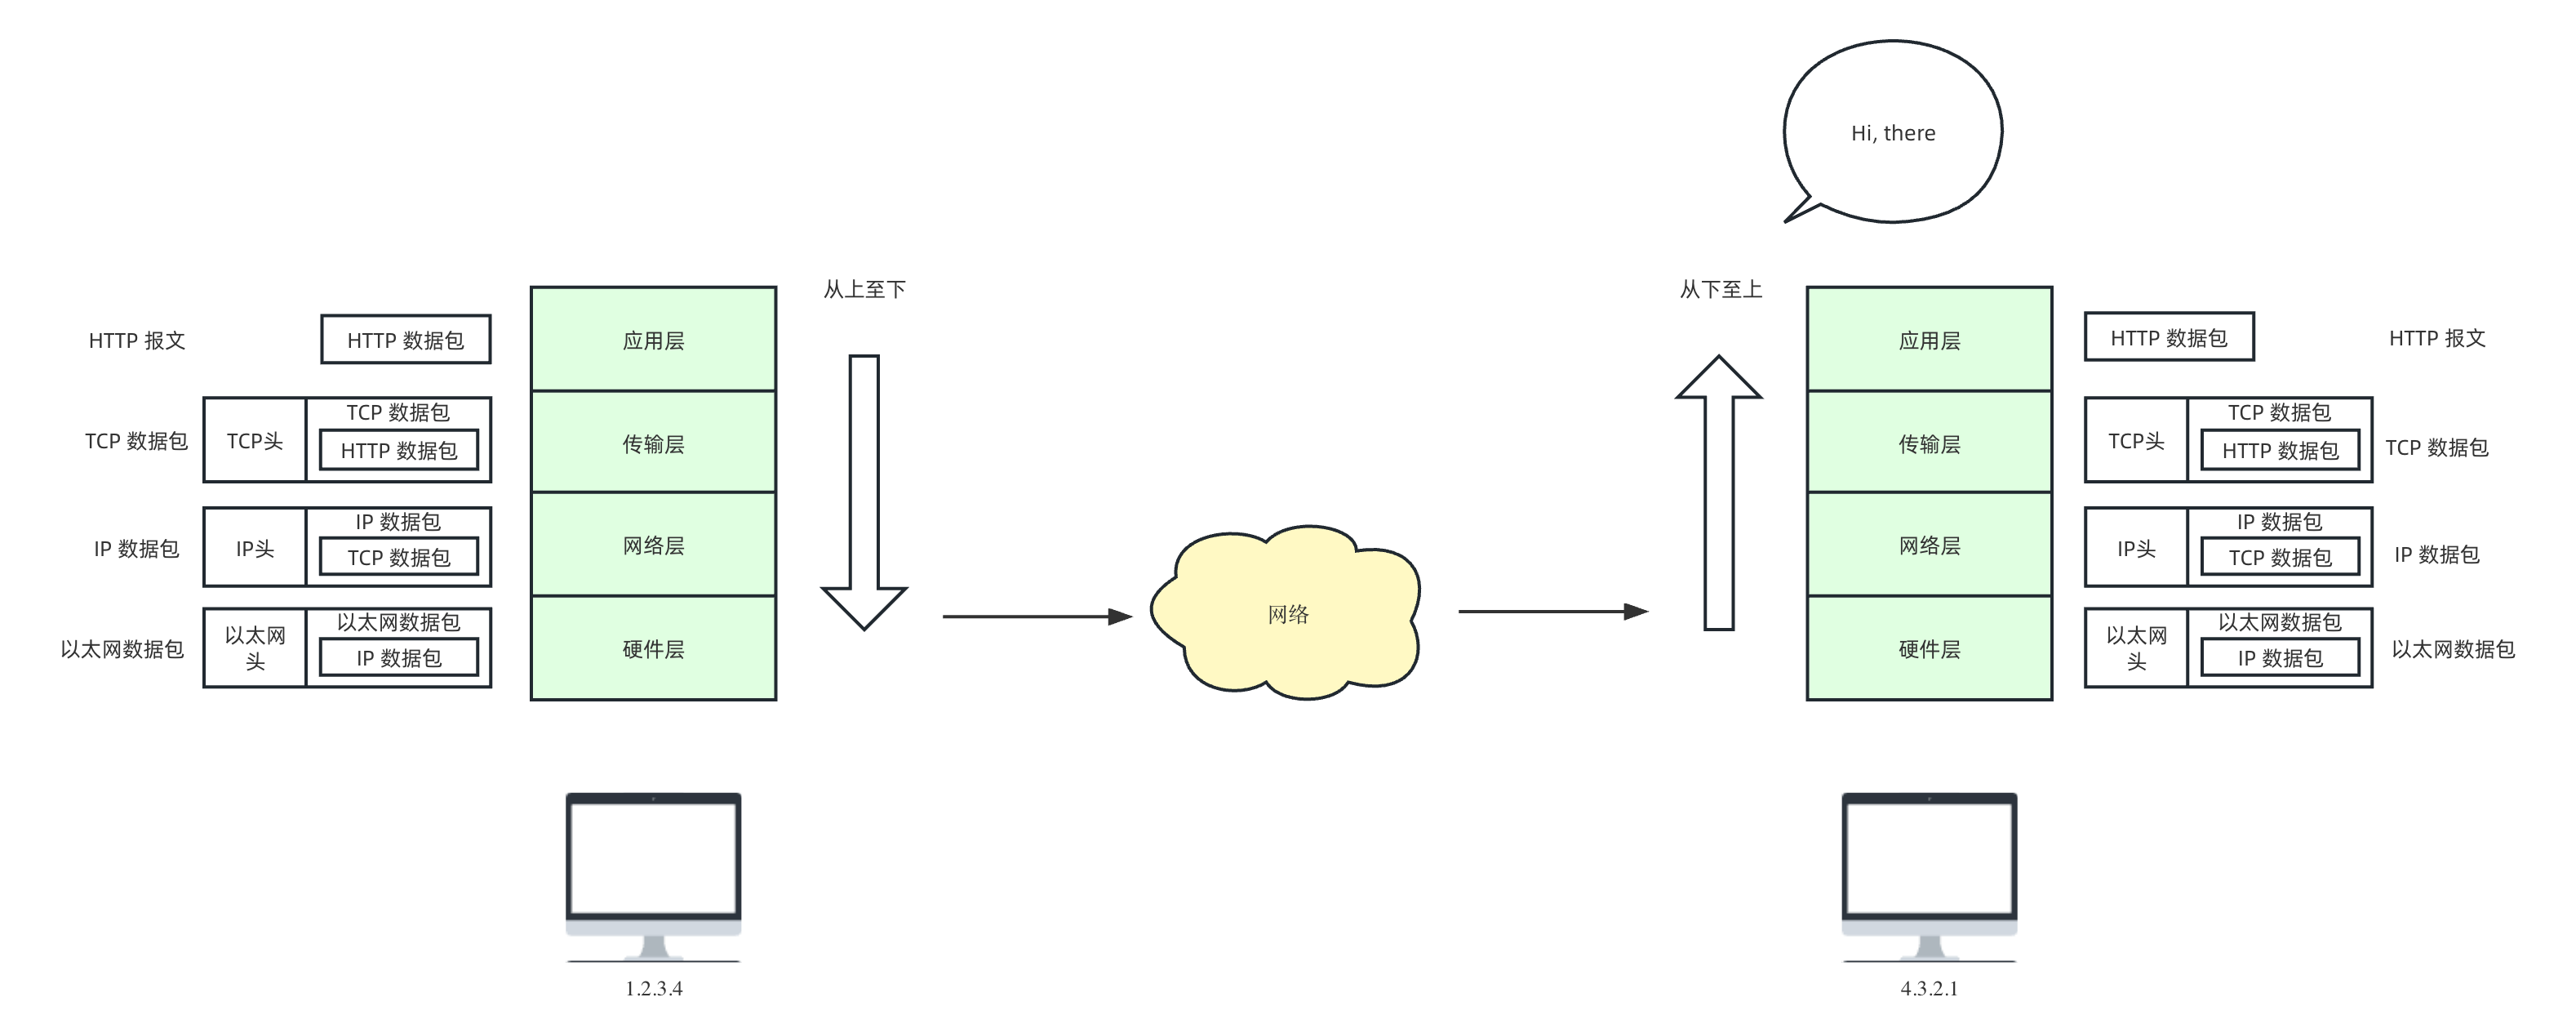 Hi, there
从上至下
从下至上
HTTP 报文
HTTP 数据包
应用层
应用层
HTTP 数据包
HTTP 报文
TCP 数据包
TCP头
TCP 数据包
HTTP 数据包
传输层
传输层
TCP头
TCP 数据包
HTTP 数据包
TCP 数据包
IP 数据包
IP头
IP 数据包
TCP 数据包
网络层
网络层
IP头
IP 数据包
TCP 数据包
IP 数据包
网络
以太网数据包
以太网
头
以太网数据包
IP 数据包
硬件层
硬件层
以太网
头
以太网数据包
IP 数据包
以太网数据包
1.2.3.4
4.3.2.1